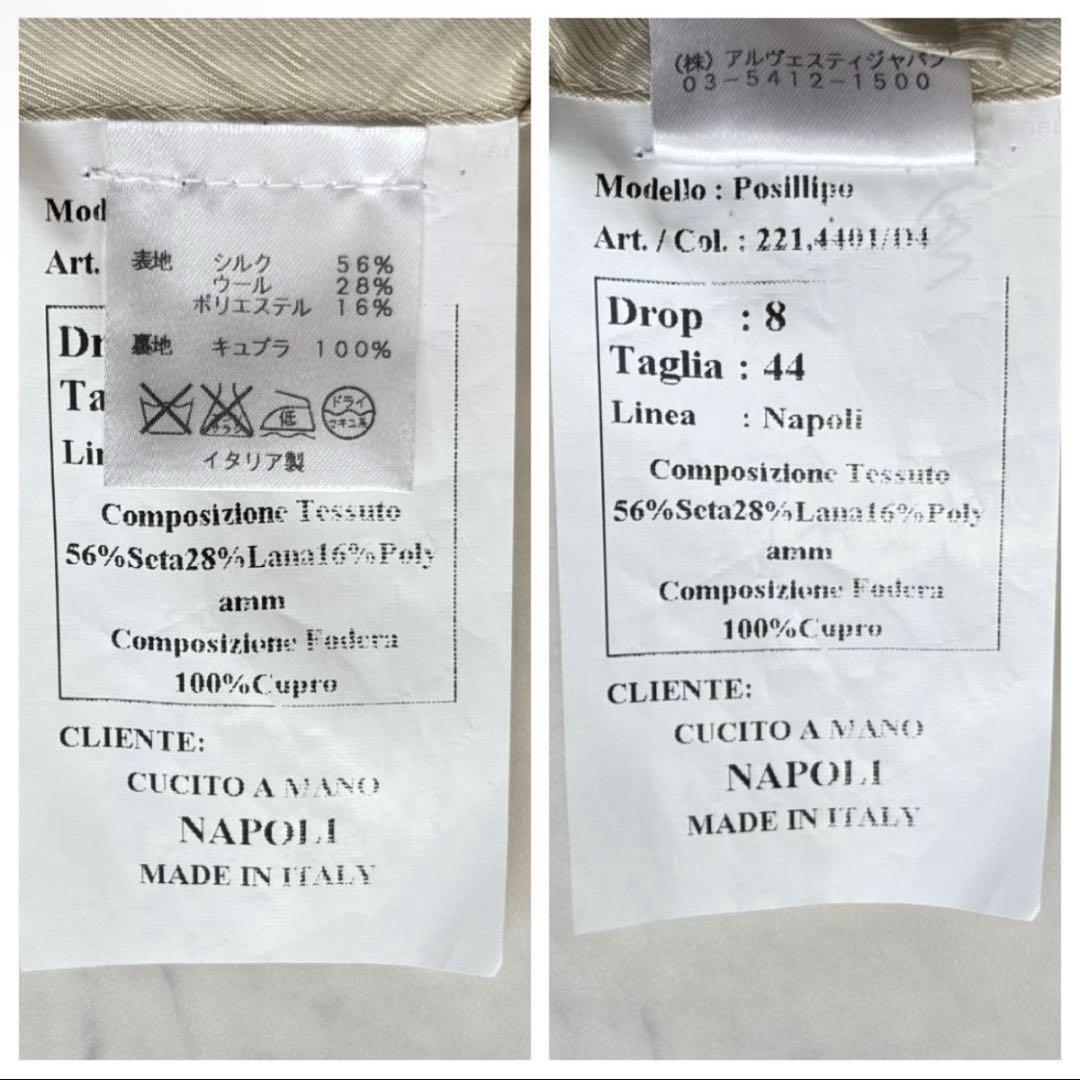 Mod
Art.
表地 シルク 56%
ウール 28%
ポリエステル 16%
裏地 キュプラ 100%
Dr
Ta
Lin
低
ドライ
イタリア製
Composizione Tessuto
56%Seta28%Lana16%Poly
amm
Composizione Fodera
100%Cupro
CLIENTE:
CUCITO A MANO
NAPOLI
MADE IN ITALY
(株) アルヴェスティジャパン
03-5412-1500
Modello : Posillipo
Art. / Col. : 221,4401/D4
Drop : 8
Taglia : 44
Linea : Napoli
Composizione Tessuto
56%Seta28%Lana16%Poly
amm
Composizione Fodera
100%Cupro
CLIENTE:
CUCITO A MANO
NAPOLI
MADE IN ITALY